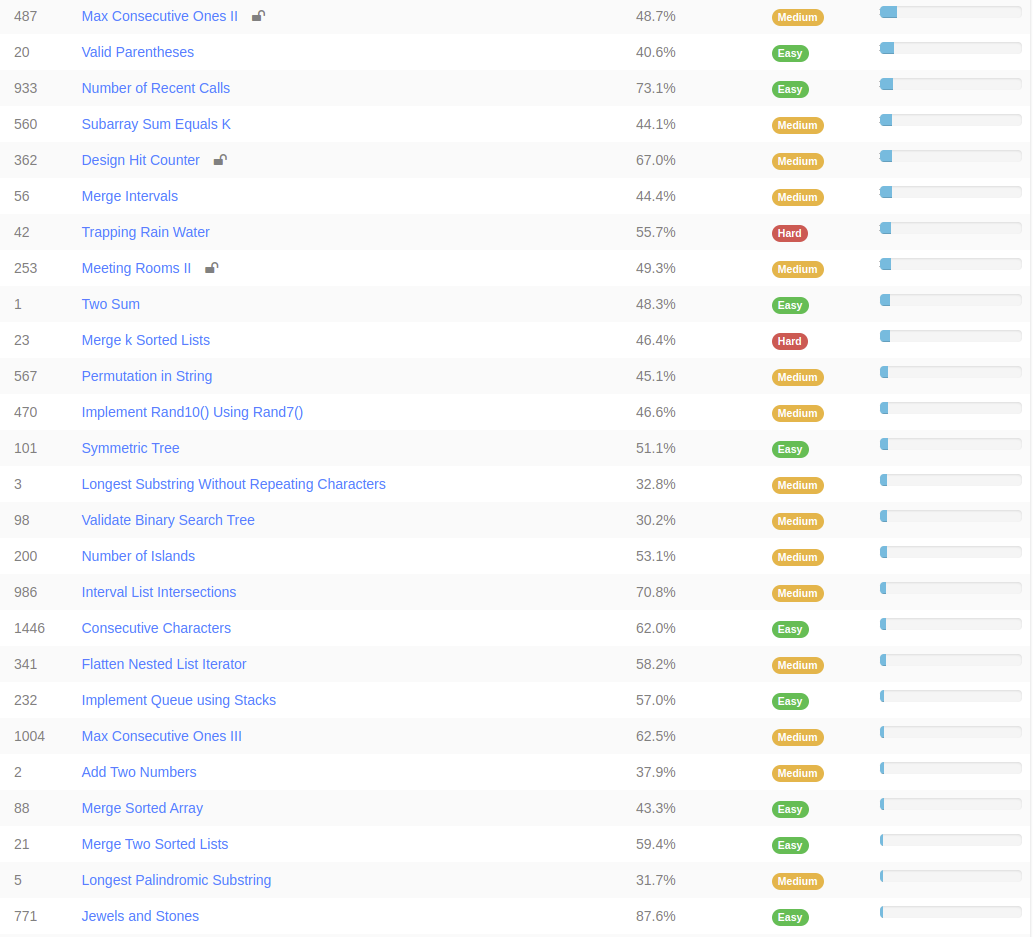 487 Max Consecutive Ones II 48.7% Medium
20 Valid Parentheses 40.6% Easy
933 Number of Recent Calls 73.1% Easy
560 Subarray Sum Equals K 44.1% Medium
362 Design Hit Counter 67.0% Medium
56 Merge Intervals 44.4% Medium
42 Trapping Rain Water 55.7% Hard
253 Meeting Rooms II 49.3% Medium
1 Two Sum 48.3% Easy
23 Merge k Sorted Lists 46.4% Hard
567 Permutation in String 45.1% Medium
470 Implement Rand10() Using Rand7() 46.6% Medium
101 Symmetric Tree 51.1% Easy
3 Longest Substring Without Repeating Characters 32.8% Medium
98 Validate Binary Search Tree 30.2% Medium
200 Number of Islands 53.1% Medium
986 Interval List Intersections 70.8% Medium
1446 Consecutive Characters 62.0% Easy
341 Flatten Nested List Iterator 58.2% Medium
232 Implement Queue using Stacks 57.0% Easy
1004 Max Consecutive Ones III 62.5% Medium
2 Add Two Numbers 37.9% Medium
88 Merge Sorted Array 43.3% Easy
21 Merge Two Sorted Lists 59.4% Easy
5 Longest Palindromic Substring 31.7% Medium
771 Jewels and Stones 87.6% Easy